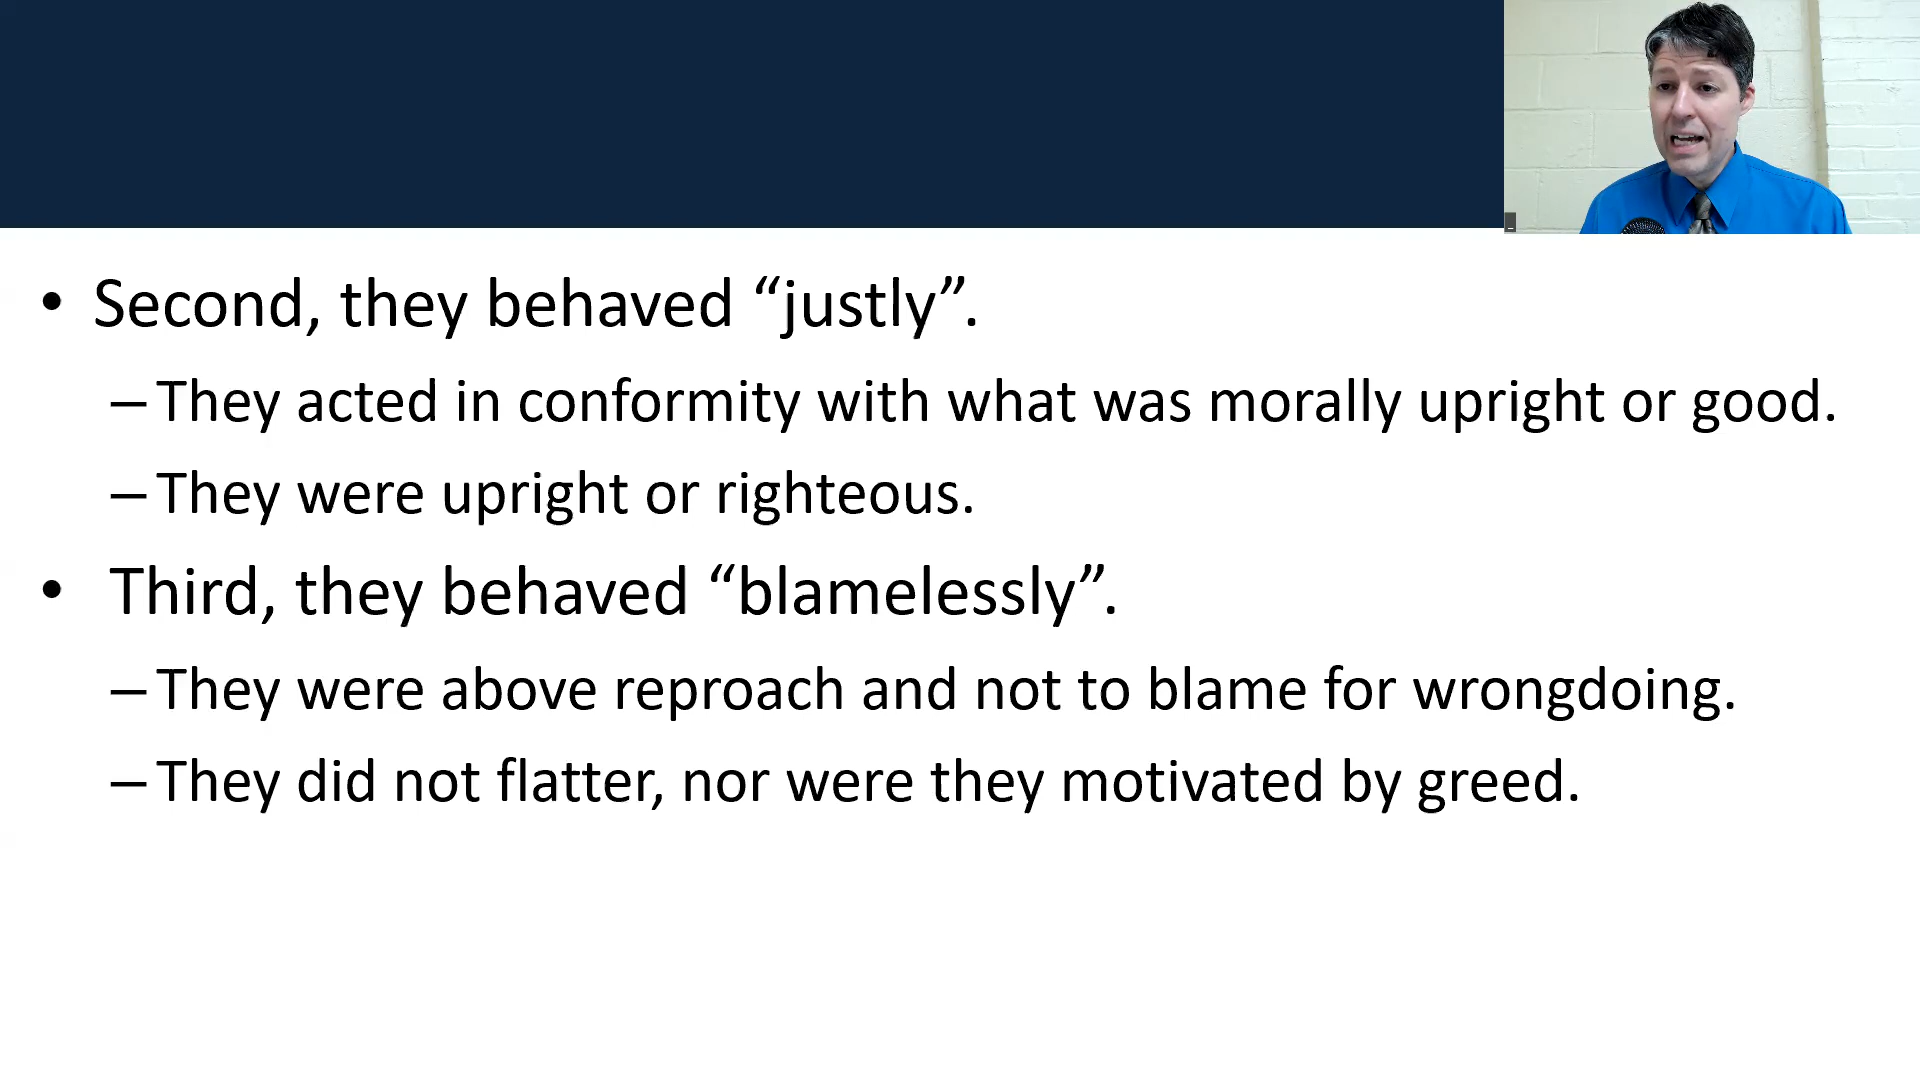 • Second, they behaved “justly”.
– They acted in conformity with what was morally upright or good.
– They were upright or righteous.
• Third, they behaved “blamelessly”.
– They were above reproach and not to blame for wrongdoing.
– They did not flatter, nor were they motivated by greed.